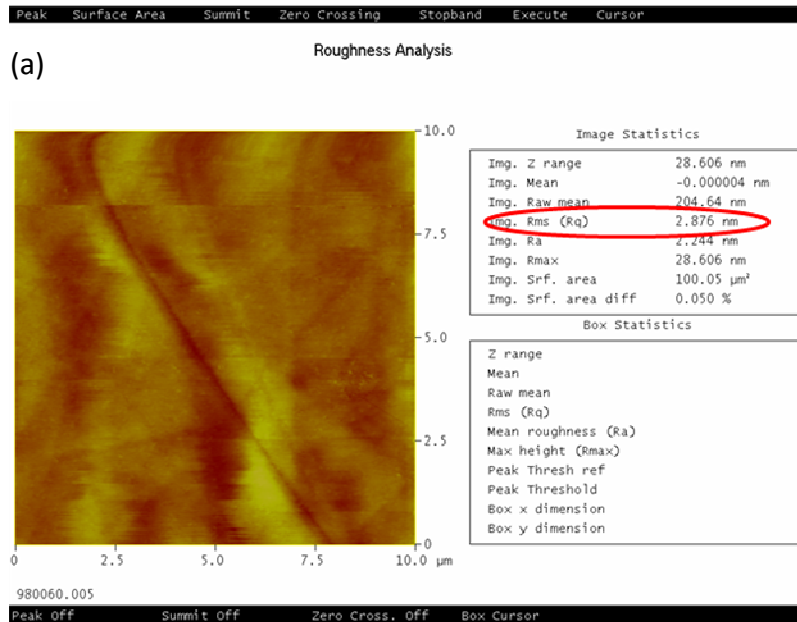 Peak Surface Area Summit Zero Crossing Stopband Execute Cursor
Roughness Analysis
(a)
10.0
7.5
5.0
2.5
0
0 2.5 5.0 7.5 10.0 µm
Image Statistics
Img. Z range 28.606 nm
Img. Mean -0.000004 nm
Img. Raw mean 204.64 nm
Img. Rms (Rq) 2.876 nm
Img. Ra 2.244 nm
Img. Rmax 28.606 nm
Img. Srf. area 100.05 µm²
Img. Srf. area diff 0.050 %
Box Statistics
Z range
Mean
Raw mean
Rms (Rq)
Mean roughness (Ra)
Max height (Rmax)
Peak Thresh ref
Peak Threshold
Box x dimension
Box y dimension
980060.005
Peak Off Summit Off Zero Cross. Off Box Cursor